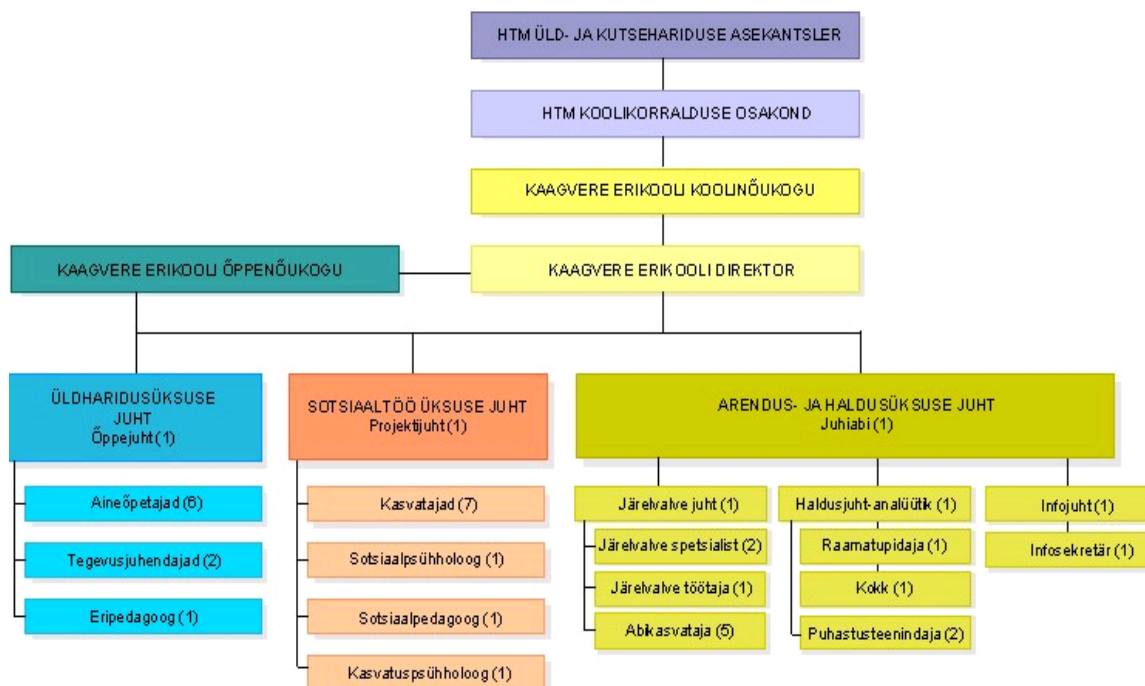 HTM ÜLD- JA KUTSEHARIDUSE ASEKANTSLER
HTM KOOLIKORRALDUSE OSAKOND
KAAGVERE ERIKOOLI KOOLINÕUKOGU
KAAGVERE ERIKOOLI ÕPPENÕUKOGU
KAAGVERE ERIKOOLI DIREKTOR
ÜLDHARIDUSÜKSUSE
JUHT
Õppejuht (1)
Aineõpetajad (6)
Tegevusjuhendajad (2)
Eripedagoog (1)
SOTSIAALTÖÖ ÜKSUSE JUHT
Projektijuht (1)
Kasvatajad (7)
Sotsiaalpsühholoog (1)
Sotsiaalpedagoog (1)
Kasvatuspsühholoog (1)
ARENDUS- JA HALDUSÜKSUSE JUHT
Juhiabi (1)
Järelvalve juht (1)
Järelvalve spetsialist (2)
Järelvalve töötaja (1)
Abikasvataja (5)
Haldusjuht-analüütik (1)
Raamatupidaja (1)
Kokk (1)
Puhastusteenindaja (2)
Infojuht (1)
Infosekretär (1)